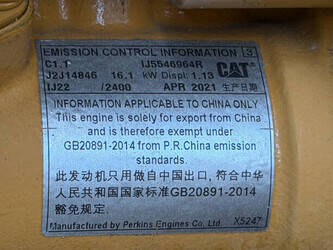 EMISSION CONTROL INFORMATION 3
C1.1 IJ5546964R
J2J14846 16,1 kW Displ: 1.13 CAT
IJ22 /2400 APR 2021 生产日期
INFORMATION APPLICABLE TO CHINA ONLY
This engine is solely for export from China
and is therefore exempt under
GB20891-2014 from P.R.China emission
standards.
此发动机只用做自中国出口, 符合中华
人民共和国国家标准GB20891-2014
豁免规定.
Manufactured by Perkins Engines Co. Ltd. X5247